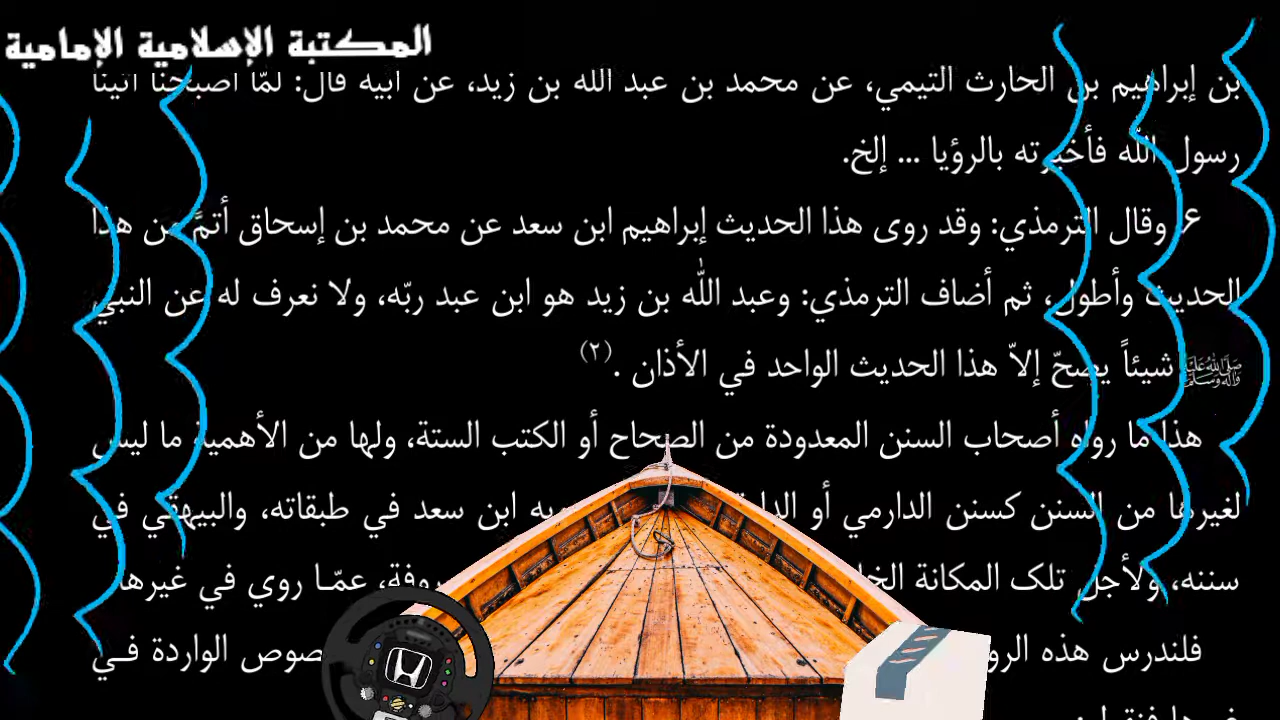 المكتبة الإسلامية الإمامية
بن إبراهيم بن الحارث التيمي، عن محمد بن عبد الله بن زيد، عن أبيه قال: لمّا أصبحنا أتينا
رسول الله فأخبرته بالرؤيا ... إلخ.
۶ وقال الترمذي: وقد روى هذا الحديث إبراهيم ابن سعد عن محمد بن إسحاق أتمّ من هذا
الحديث وأطول، ثم أضاف الترمذي: وعبد اللّٰه بن زيد هو ابن عبد ربّه، ولا نعرف له عن النبي
صَلَّى اللهُ عَلَيْهِ وَآلِهِ وَسَلَّمَ شيئاً يصحّ إلاّ هذا الحديث الواحد في الأذان .(٢)
هذا ما رواه أصحاب السنن المعدودة من الصحاح أو الكتب الستة، ولها من الأهمية ما ليس
لغيرها من السنن كسنن الدارمي أو ابن سعد في طبقاته، والبيهقي في
سننه، ولأجل تلک المكانة عمّا روي في غيرها
فلندرس هذه الواردة في